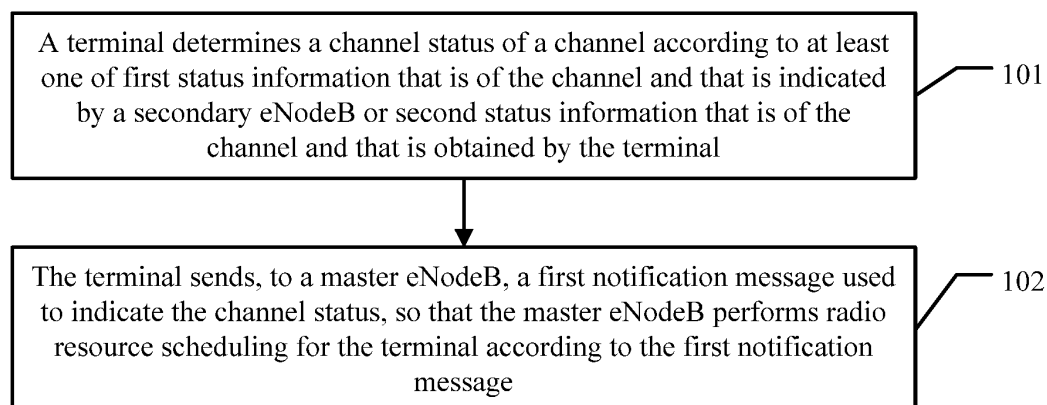 A terminal determines a channel status of a channel according to at least
one of first status information that is of the channel and that is indicated
by a secondary eNodeB or second status information that is of the
channel and that is obtained by the terminal
101
The terminal sends, to a master eNodeB, a first notification message used
to indicate the channel status, so that the master eNodeB performs radio
resource scheduling for the terminal according to the first notification
message
102